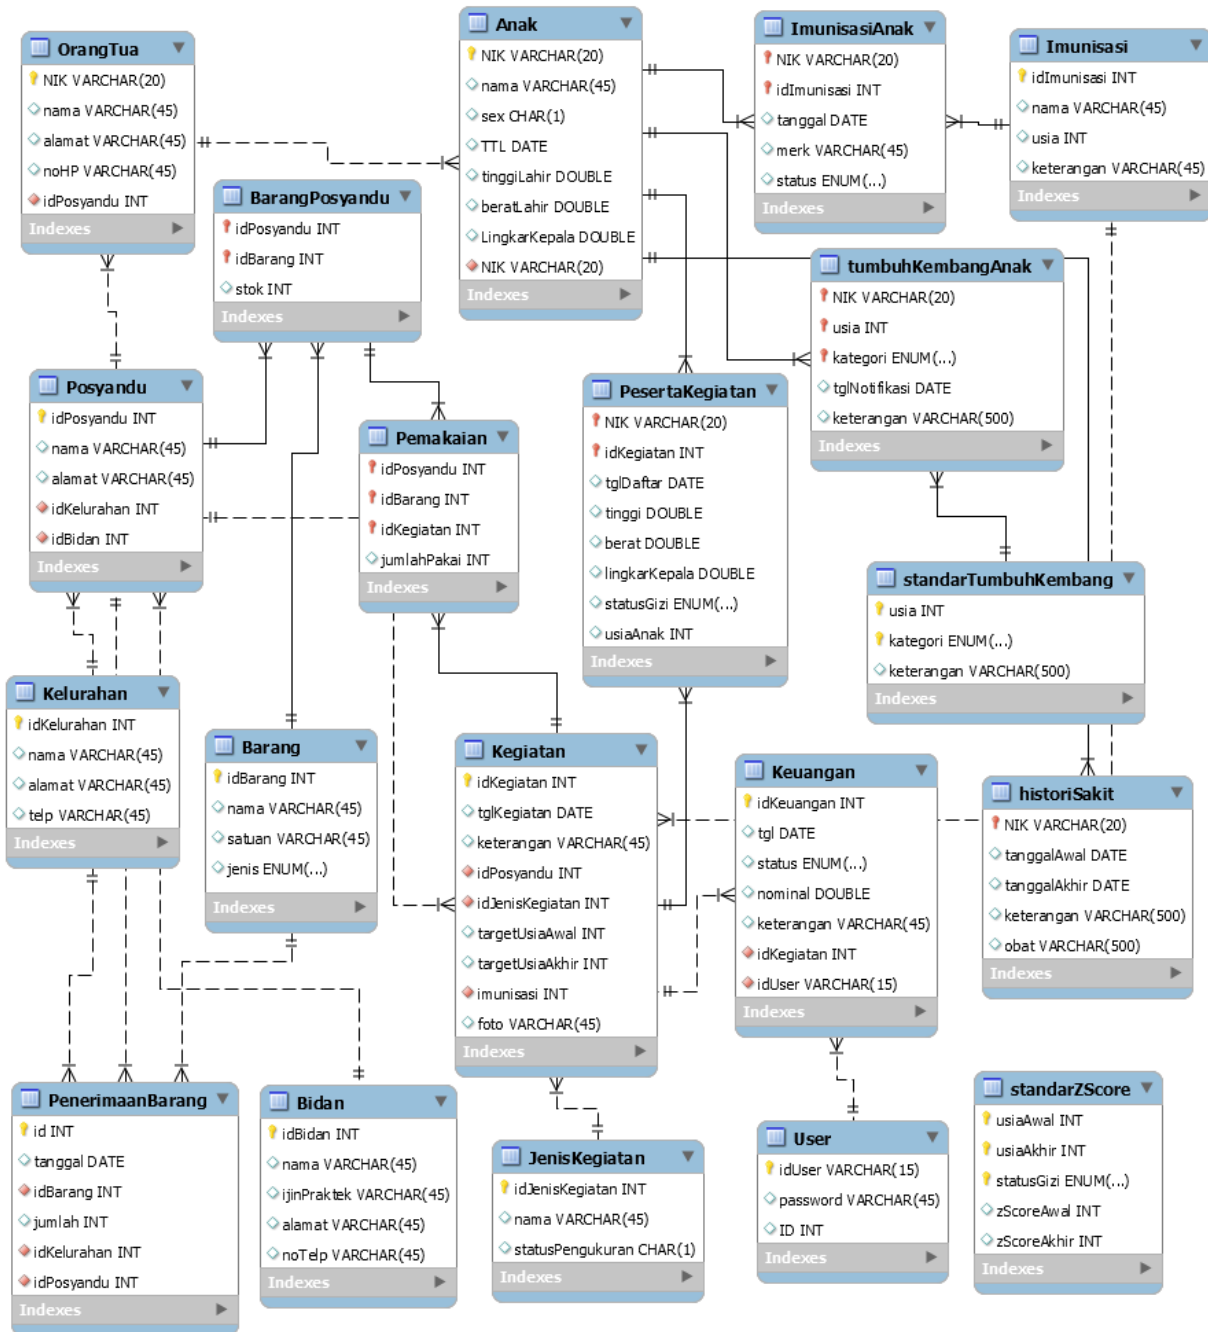 OrangTua
NIK VARCHAR(20)
nama VARCHAR(45)
alamat VARCHAR(45)
noHP VARCHAR(45)
idPosyandu INT
Indexes
Anak
NIK VARCHAR(20)
nama VARCHAR(45)
sex CHAR(1)
TTL DATE
tinggiLahir DOUBLE
beratLahir DOUBLE
LingkarKepala DOUBLE
NIK VARCHAR(20)
Indexes
ImunisasiAnak
NIK VARCHAR(20)
idImunisasi INT
tanggal DATE
merk VARCHAR(45)
status ENUM(...)
Indexes
Imunisasi
idImunisasi INT
nama VARCHAR(45)
usia INT
keterangan VARCHAR(45)
Indexes
BarangPosyandu
idPosyandu INT
idBarang INT
stok INT
Indexes
tumbuhKembangAnak
NIK VARCHAR(20)
usia INT
kategori ENUM(...)
tglNotifikasi DATE
keterangan VARCHAR(500)
Indexes
Posyandu
idPosyandu INT
nama VARCHAR(45)
alamat VARCHAR(45)
idKelurahan INT
idBidan INT
Indexes
Pemakaian
idPosyandu INT
idBarang INT
idKegiatan INT
jumlahPakai INT
Indexes
PesertaKegiatan
NIK VARCHAR(20)
idKegiatan INT
tglDaftar DATE
tinggi DOUBLE
berat DOUBLE
lingkarKepala DOUBLE
statusGizi ENUM(...)
usiaAnak INT
Indexes
standarTumbuhKembang
usia INT
kategori ENUM(...)
keterangan VARCHAR(500)
Indexes
Kelurahan
idKelurahan INT
nama VARCHAR(45)
alamat VARCHAR(45)
telp VARCHAR(45)
Indexes
Barang
idBarang INT
nama VARCHAR(45)
satuan VARCHAR(45)
jenis ENUM(...)
Indexes
Kegiatan
idKegiatan INT
tglKegiatan DATE
keterangan VARCHAR(45)
idPosyandu INT
idJenisKegiatan INT
targetUsiaAwal INT
targetUsiaAkhir INT
imunisasi INT
foto VARCHAR(45)
Indexes
Keuangan
idKeuangan INT
tgl DATE
status ENUM(...)
nominal DOUBLE
keterangan VARCHAR(45)
idKegiatan INT
idUser VARCHAR(15)
Indexes
historiSakit
NIK VARCHAR(20)
tanggalAwal DATE
tanggalAkhir DATE
keterangan VARCHAR(500)
obat VARCHAR(500)
Indexes
PenerimaanBarang
id INT
tanggal DATE
idBarang INT
jumlah INT
idKelurahan INT
idPosyandu INT
Indexes
Bidan
idBidan INT
nama VARCHAR(45)
ijinPraktek VARCHAR(45)
alamat VARCHAR(45)
noTelp VARCHAR(45)
Indexes
JenisKegiatan
idJenisKegiatan INT
nama VARCHAR(45)
statusPengukuran CHAR(1)
Indexes
User
idUser VARCHAR(15)
password VARCHAR(45)
ID INT
Indexes
standarZScore
usiaAwal INT
usiaAkhir INT
statusGizi ENUM(...)
zScoreAwal INT
zScoreAkhir INT
Indexes